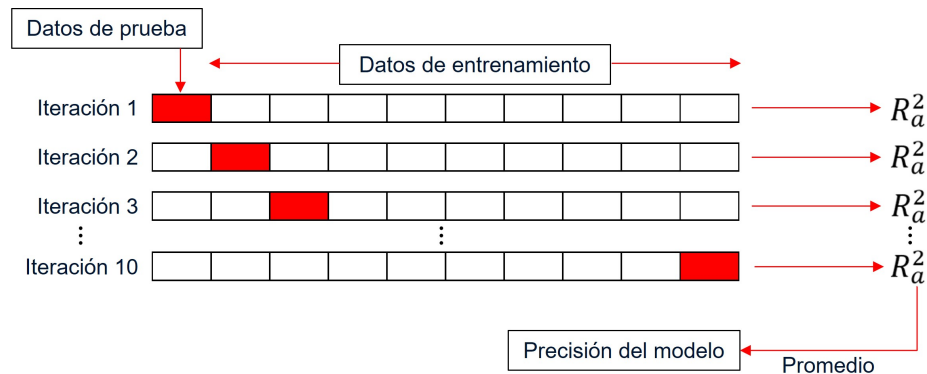 Datos de prueba
Datos de entrenamiento
Iteración 1
R²ₐ
Iteración 2
R²ₐ
Iteración 3
R²ₐ
⋮ ⋮ ⋮
Iteración 10
R²ₐ
Precisión del modelo
Promedio